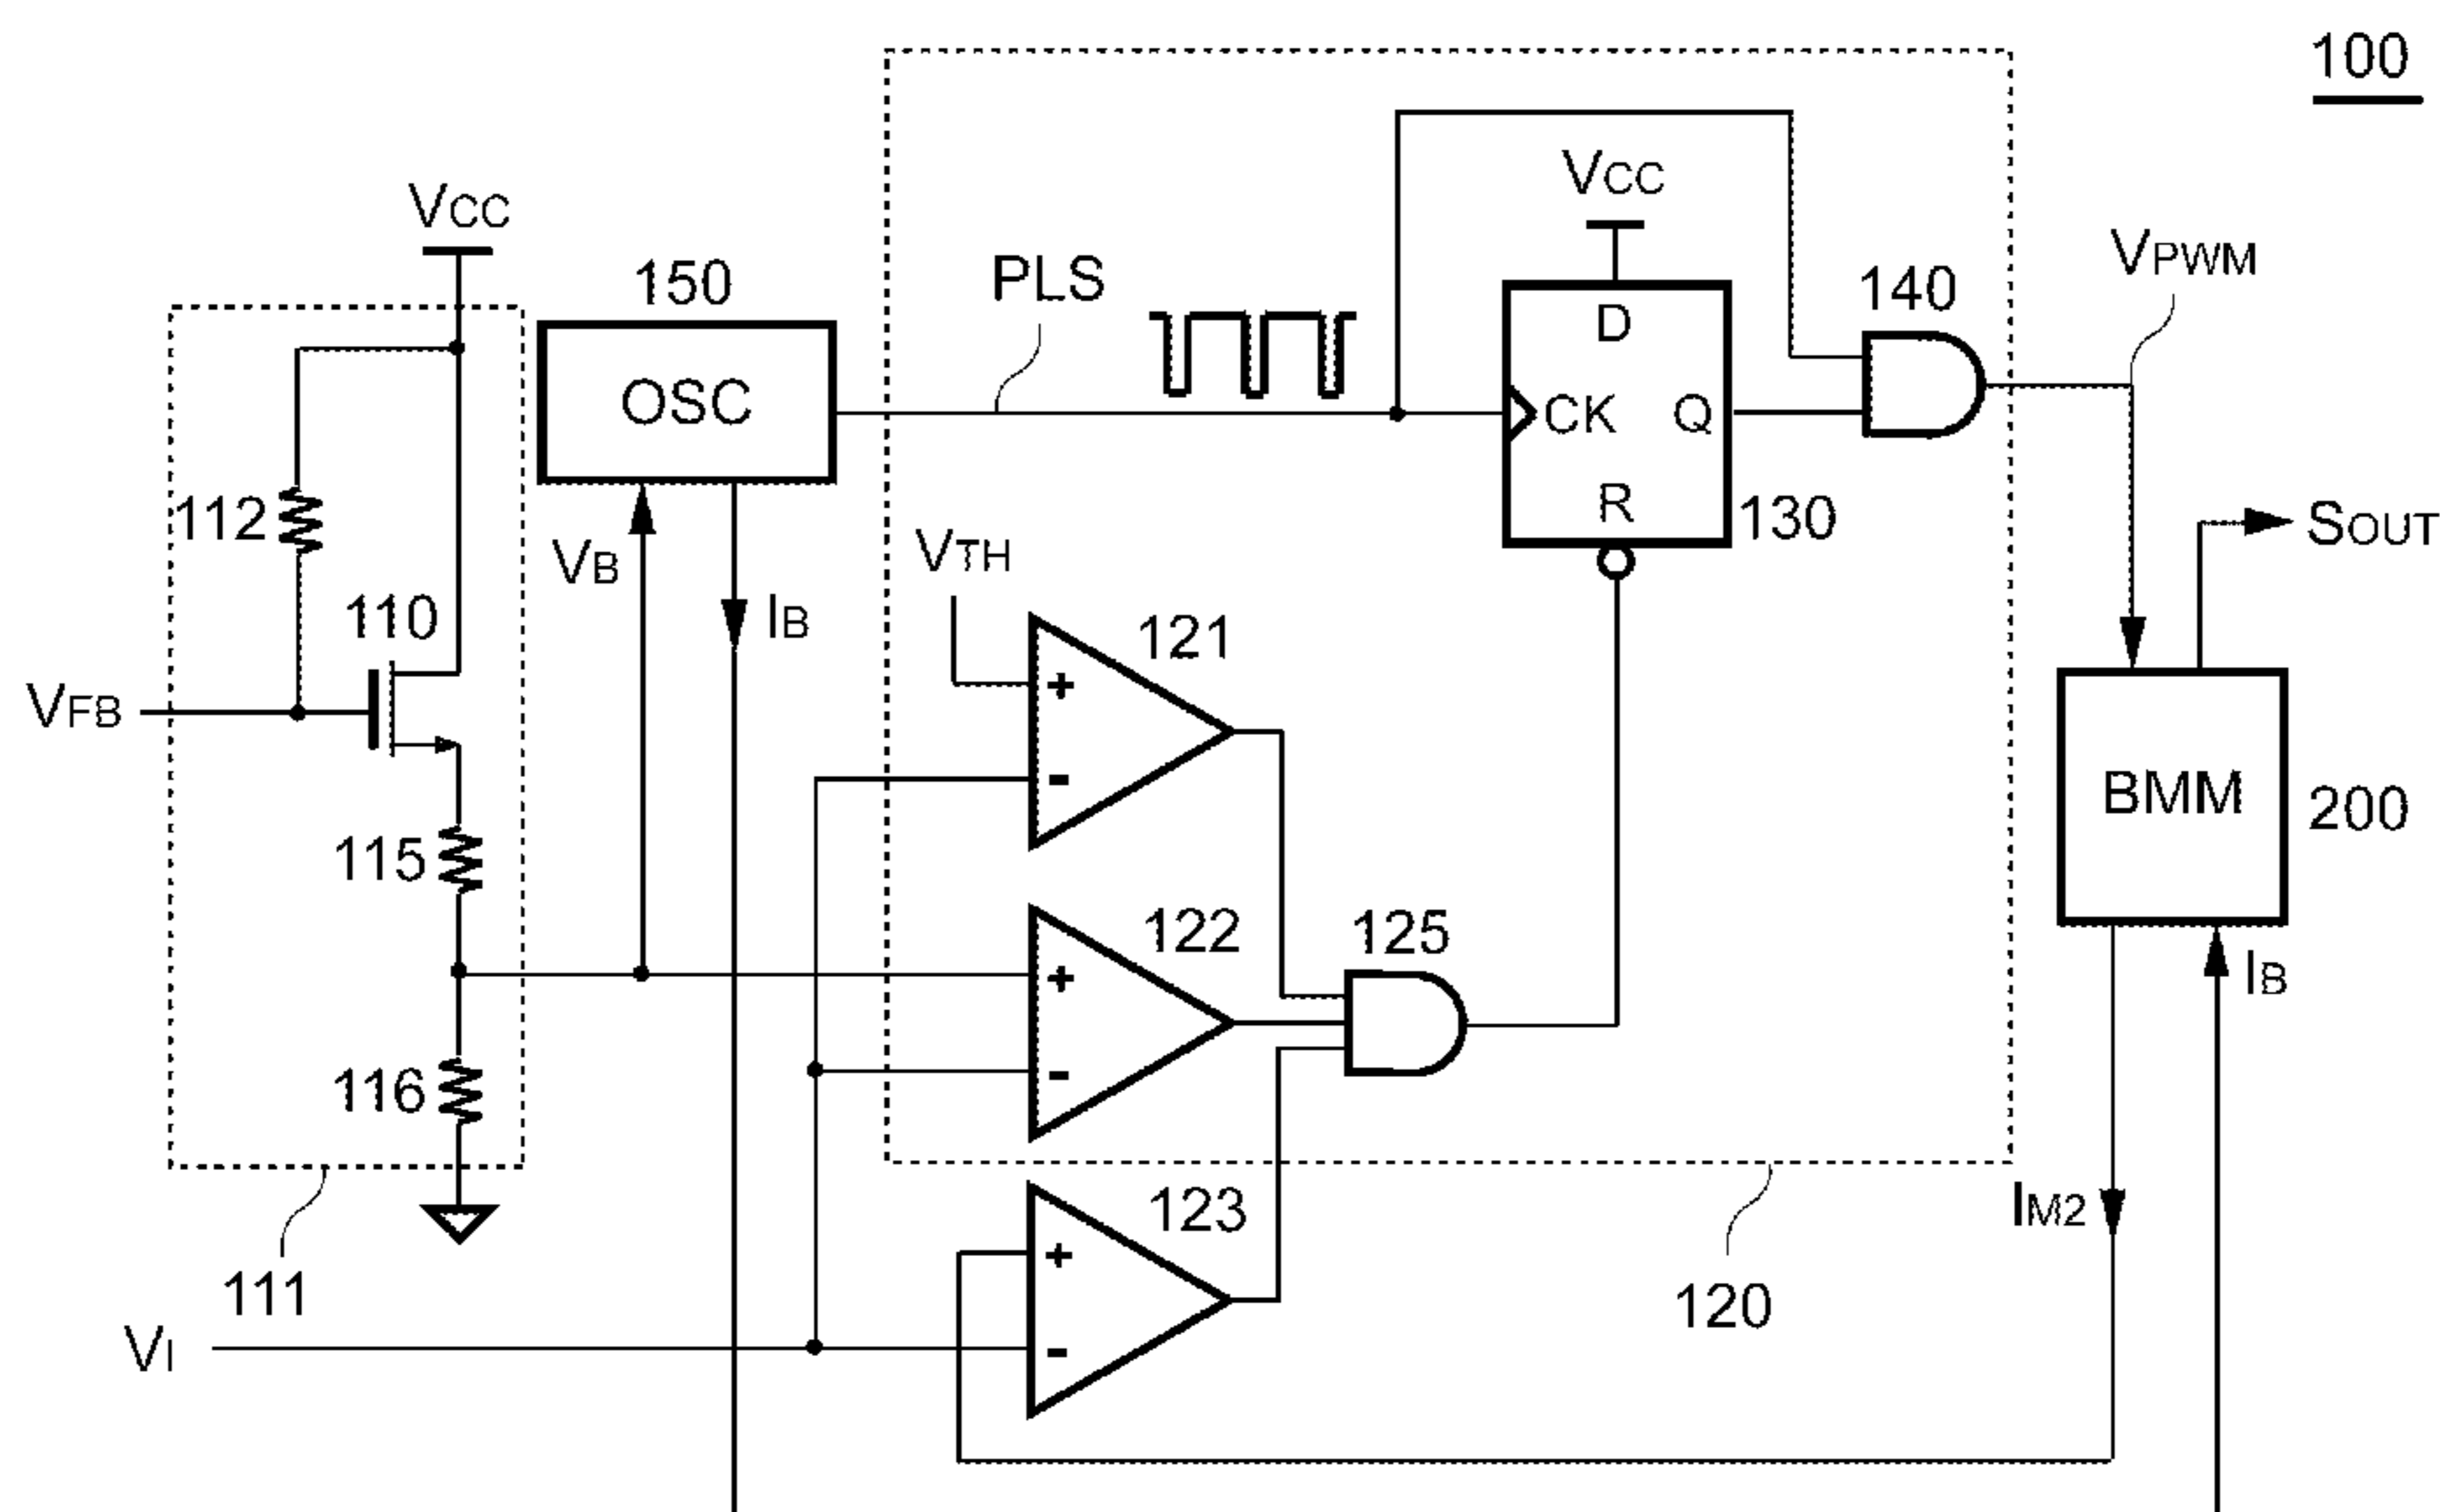 100
VCC
VCC
150
PLS
VPWM
140
D
OSC
CK
Q
112
R
130
SOUT
VB
VTH
IB
110
121
VFB
+
-
BMM
200
115
122
125
+
IB
116
-
123
IM2
+
111
120
VI
-